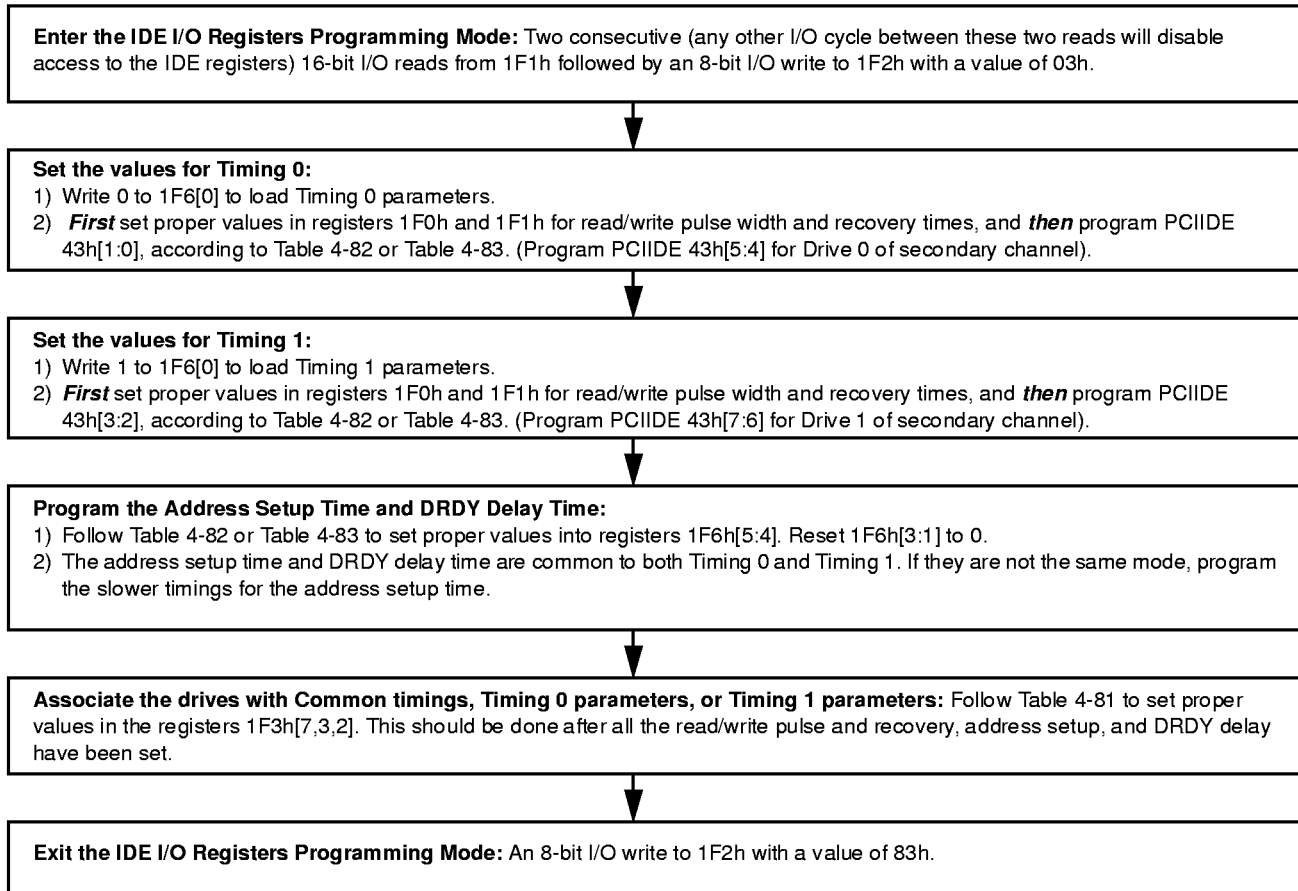 Enter the IDE I/O Registers Programming Mode: Two consecutive (any other I/O cycle between these two reads will disable
access to the IDE registers) 16-bit I/O reads from 1F1h followed by an 8-bit I/O write to 1F2h with a value of 03h.
Set the values for Timing 0:
1) Write 0 to 1F6[0] to load Timing 0 parameters.
2) First set proper values in registers 1F0h and 1F1h for read/write pulse width and recovery times, and then program PCIIDE
43h[1:0], according to Table 4-82 or Table 4-83. (Program PCIIDE 43h[5:4] for Drive 0 of secondary channel).
Set the values for Timing 1:
1) Write 1 to 1F6[0] to load Timing 1 parameters.
2) First set proper values in registers 1F0h and 1F1h for read/write pulse width and recovery times, and then program PCIIDE
43h[3:2], according to Table 4-82 or Table 4-83. (Program PCIIDE 43h[7:6] for Drive 1 of secondary channel).
Program the Address Setup Time and DRDY Delay Time:
1) Follow Table 4-82 or Table 4-83 to set proper values into registers 1F6h[5:4]. Reset 1F6h[3:1] to 0.
2) The address setup time and DRDY delay time are common to both Timing 0 and Timing 1. If they are not the same mode, program
the slower timings for the address setup time.
Associate the drives with Common timings, Timing 0 parameters, or Timing 1 parameters: Follow Table 4-81 to set proper
values in the registers 1F3h[7,3,2]. This should be done after all the read/write pulse and recovery, address setup, and DRDY delay
have been set.
Exit the IDE I/O Registers Programming Mode: An 8-bit I/O write to 1F2h with a value of 83h.